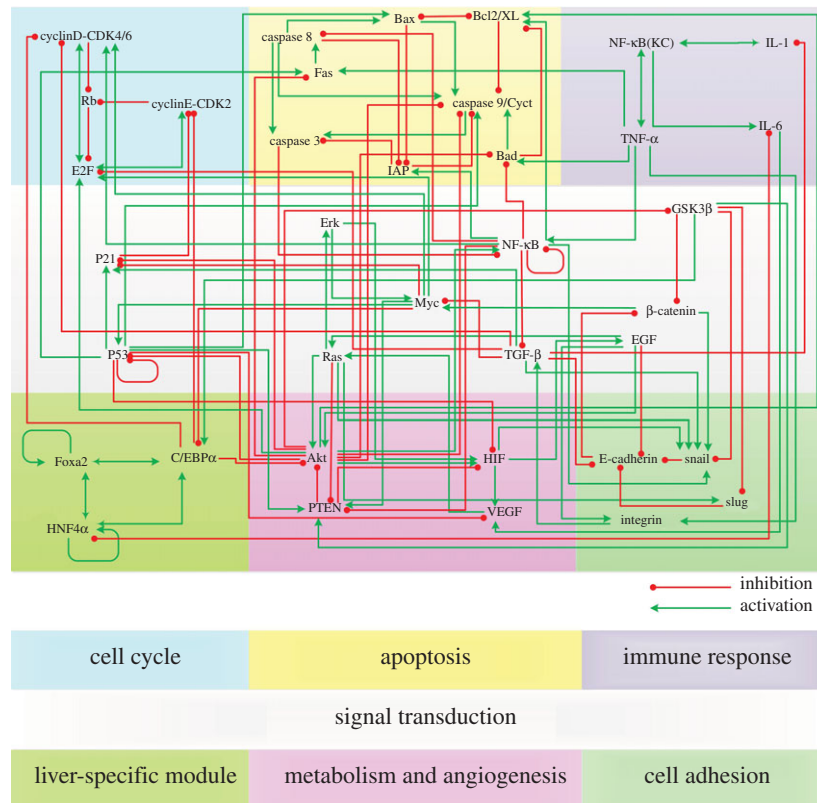 cyclinD-CDK4/6
caspase 8
Bax
Bcl2/XL
NF-κB(KC)
IL-1
Fas
Rb
cyclinE-CDK2
caspase 9/Cyct
IL-6
caspase 3
TNF-α
E2F
IAP
Bad
GSK3β
Erk
NF-κB
P21
Myc
β-catenin
EGF
P53
Ras
TGF-β
Foxa2
C/EBPα
Akt
HIF
E-cadherin
snail
slug
PTEN
VEGF
integrin
HNF4α
inhibition
activation
cell cycle
apoptosis
immune response
signal transduction
liver-specific module
metabolism and angiogenesis
cell adhesion